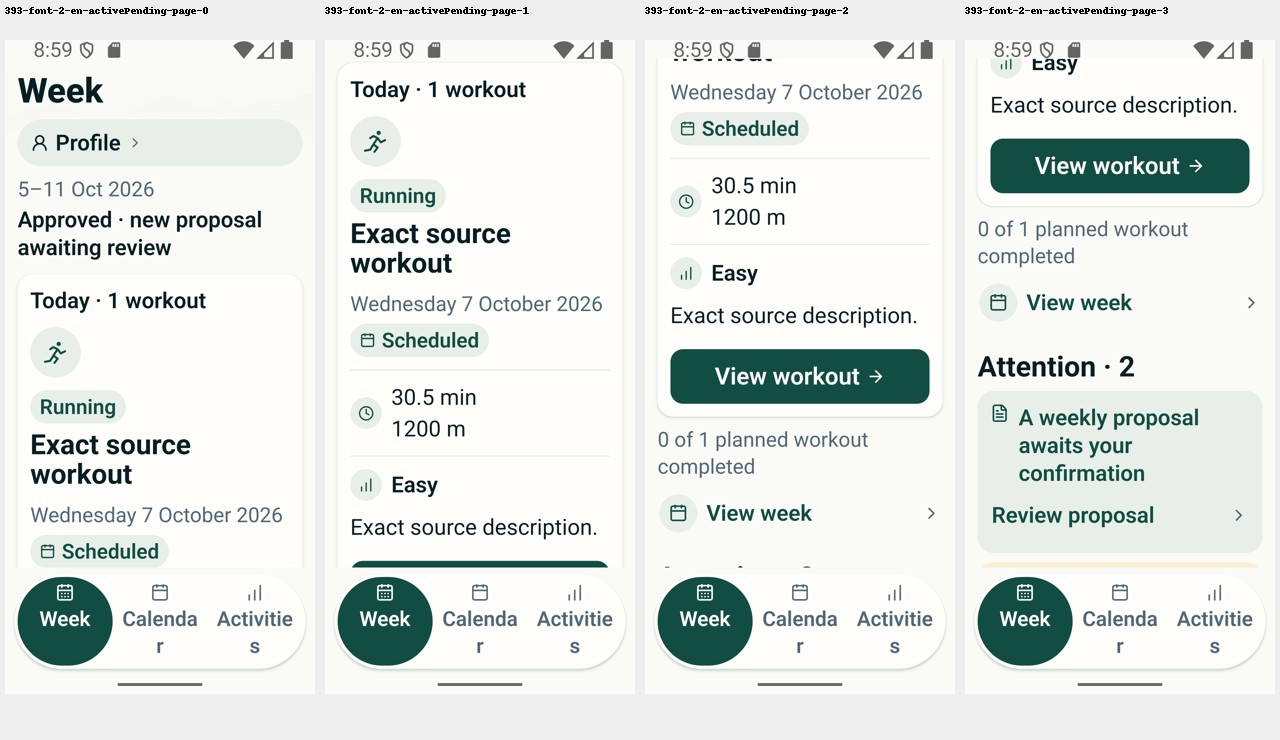 393-font-2-en-activePending-page-0
8:59
Week
Profile
5–11 Oct 2026
Approved · new proposal
awaiting review
Today · 1 workout
Running
Exact source
workout
Wednesday 7 October 2026
Scheduled
Week
Calenda
r
Activitie
s
393-font-2-en-activePending-page-1
8:59
Today · 1 workout
Running
Exact source
workout
Wednesday 7 October 2026
Scheduled
30.5 min
1200 m
Easy
Exact source description.
Week
Calenda
r
Activitie
s
393-font-2-en-activePending-page-2
8:59
workout
Wednesday 7 October 2026
Scheduled
30.5 min
1200 m
Easy
Exact source description.
View workout →
0 of 1 planned workout
completed
View week
Week
Calenda
r
Activitie
s
393-font-2-en-activePending-page-3
8:59
Easy
Exact source description.
View workout →
0 of 1 planned workout
completed
View week
Attention · 2
A weekly proposal
awaits your
confirmation
Review proposal
Week
Calenda
r
Activitie
s